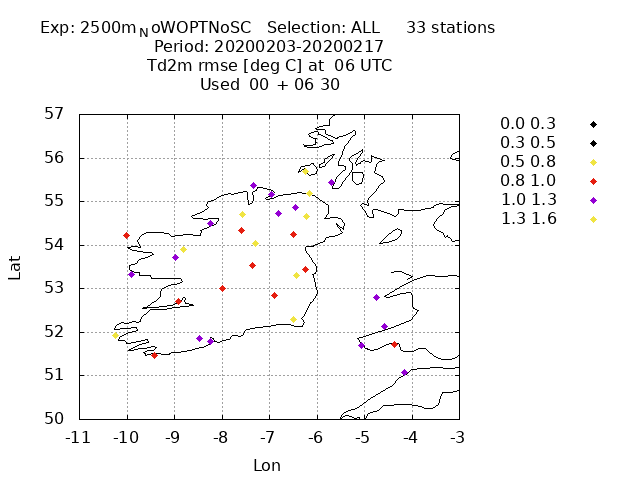 Exp: 2500mNoWOPTNoSC Selection: ALL 33 stations
Period: 20200203-20200217
Td2m rmse [deg C] at 06 UTC
Used 00 + 06 30
57
56
55
54
53
52
51
50
-11 -10 -9 -8 -7 -6 -5 -4 -3
Lat
Lon
0.0 0.3
0.3 0.5
0.5 0.8
0.8 1.0
1.0 1.3
1.3 1.6